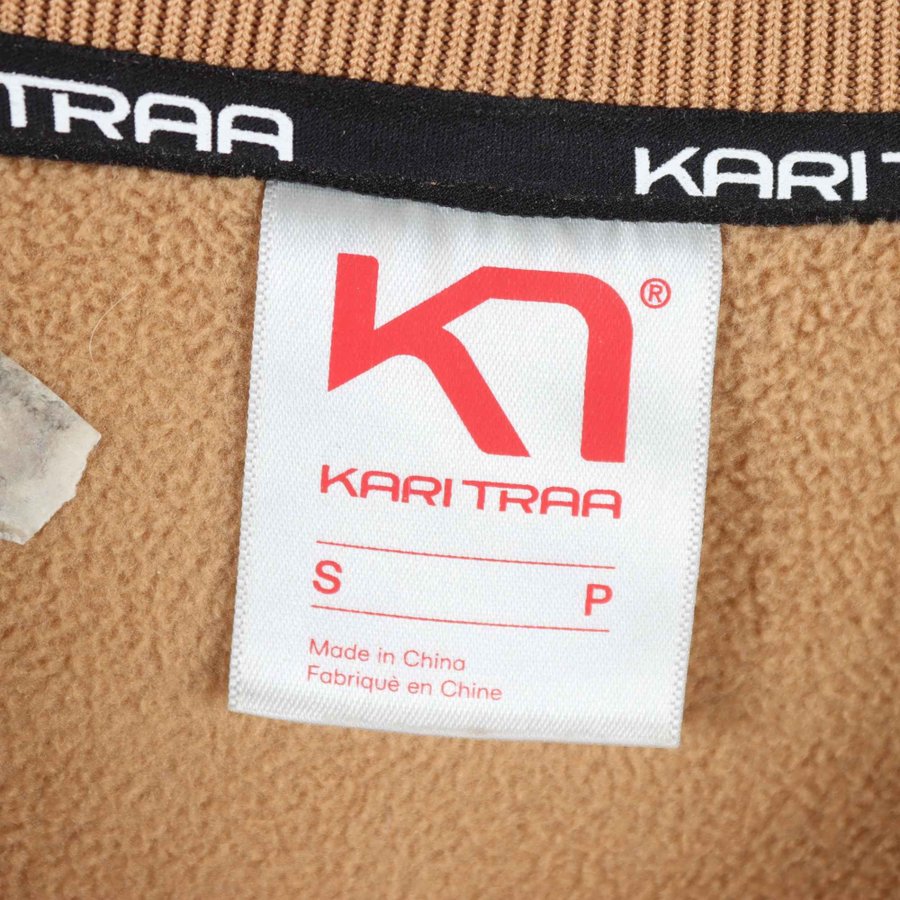 TRAA
KARI T
®
KARI TRAA
S P
Made in China
Fabriquè en Chine